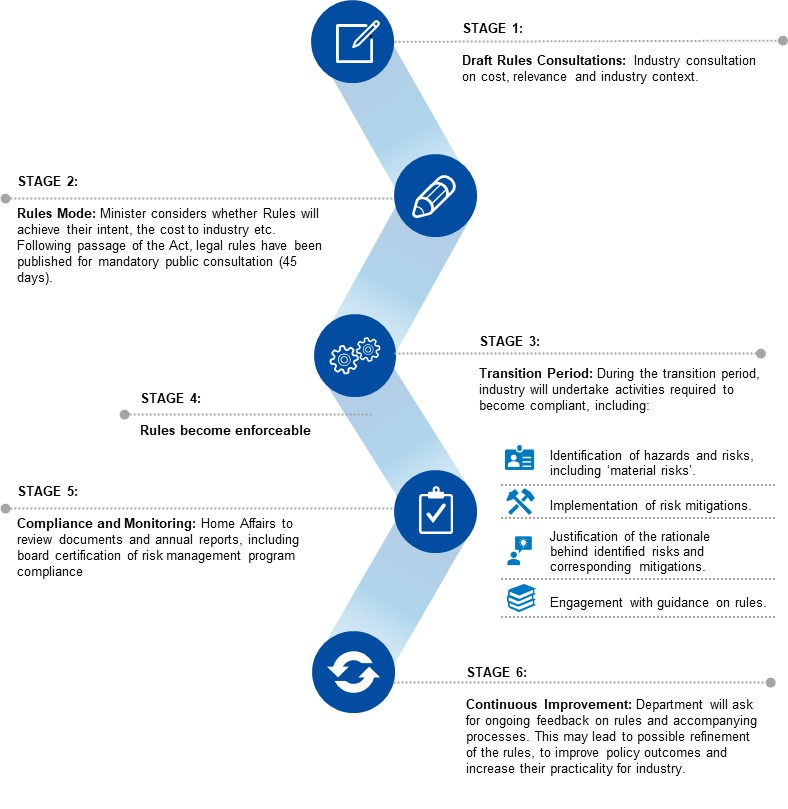 STAGE 1:
Draft Rules Consultations: Industry consultation
on cost, relevance and industry context.
STAGE 2:
Rules Mode: Minister considers whether Rules will
achieve their intent, the cost to industry etc.
Following passage of the Act, legal rules have been
published for mandatory public consultation (45
days).
STAGE 3:
Transition Period: During the transition period,
industry will undertake activities required to
become compliant, including:
Identification of hazards and risks,
including ‘material risks’.
Implementation of risk mitigations.
Justification of the rationale
behind identified risks and
corresponding mitigations.
Engagement with guidance on rules.
STAGE 4:
Rules become enforceable
STAGE 5:
Compliance and Monitoring: Home Affairs to
review documents and annual reports, including
board certification of risk management program
compliance
STAGE 6:
Continuous Improvement: Department will ask
for ongoing feedback on rules and accompanying
processes. This may lead to possible refinement
of the rules, to improve policy outcomes and
increase their practicality for industry.